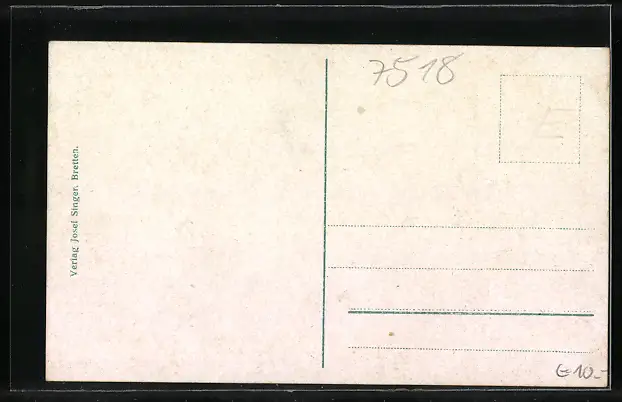 7518
E
Verlag Josef Singer, Bretten.
€10.-